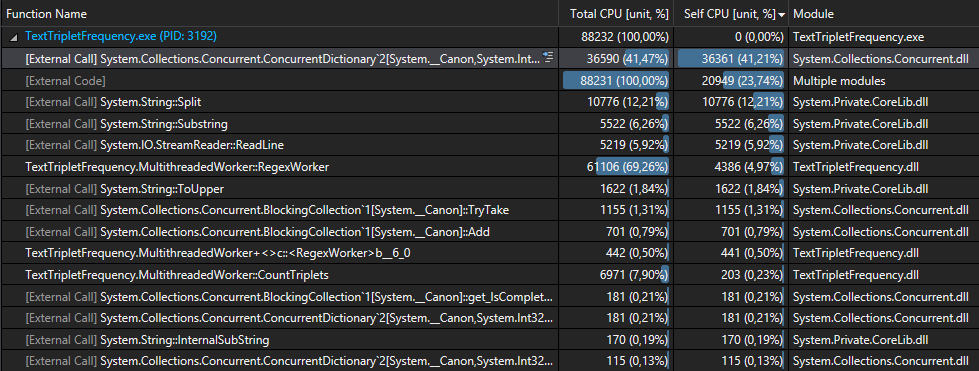 Function Name Total CPU [unit, %] Self CPU [unit, %] Module
TextTripletFrequency.exe (PID: 3192) 88232 (100,00%) 0 (0,00%) TextTripletFrequency.exe
[External Call] System.Collections.Concurrent.ConcurrentDictionary`2[System.__Canon,System.Int... 36590 (41,47%) 36361 (41,21%) System.Collections.Concurrent.dll
[External Code] 88231 (100,00%) 20949 (23,74%) Multiple modules
[External Call] System.String::Split 10776 (12,21%) 10776 (12,21%) System.Private.CoreLib.dll
[External Call] System.String::Substring 5522 (6,26%) 5522 (6,26%) System.Private.CoreLib.dll
[External Call] System.IO.StreamReader::ReadLine 5219 (5,92%) 5219 (5,92%) System.Private.CoreLib.dll
TextTripletFrequency.MultithreadedWorker::RegexWorker 61106 (69,26%) 4386 (4,97%) TextTripletFrequency.dll
[External Call] System.String::ToUpper 1622 (1,84%) 1622 (1,84%) System.Private.CoreLib.dll
[External Call] System.Collections.Concurrent.BlockingCollection`1[System.__Canon]::TryTake 1155 (1,31%) 1155 (1,31%) System.Collections.Concurrent.dll
[External Call] System.Collections.Concurrent.BlockingCollection`1[System.__Canon]::Add 701 (0,79%) 701 (0,79%) System.Collections.Concurrent.dll
TextTripletFrequency.MultithreadedWorker+<>c::<RegexWorker>b__6_0 442 (0,50%) 441 (0,50%) TextTripletFrequency.dll
TextTripletFrequency.MultithreadedWorker::CountTriplets 6971 (7,90%) 203 (0,23%) TextTripletFrequency.dll
[External Call] System.Collections.Concurrent.BlockingCollection`1[System.__Canon]::get_IsComplet... 181 (0,21%) 181 (0,21%) System.Collections.Concurrent.dll
[External Call] System.Collections.Concurrent.ConcurrentDictionary`2[System.__Canon,System.Int32... 181 (0,21%) 181 (0,21%) System.Collections.Concurrent.dll
[External Call] System.String::InternalSubString 170 (0,19%) 170 (0,19%) System.Private.CoreLib.dll
[External Call] System.Collections.Concurrent.ConcurrentDictionary`2[System.__Canon,System.Int32... 115 (0,13%) 115 (0,13%) System.Collections.Concurrent.dll